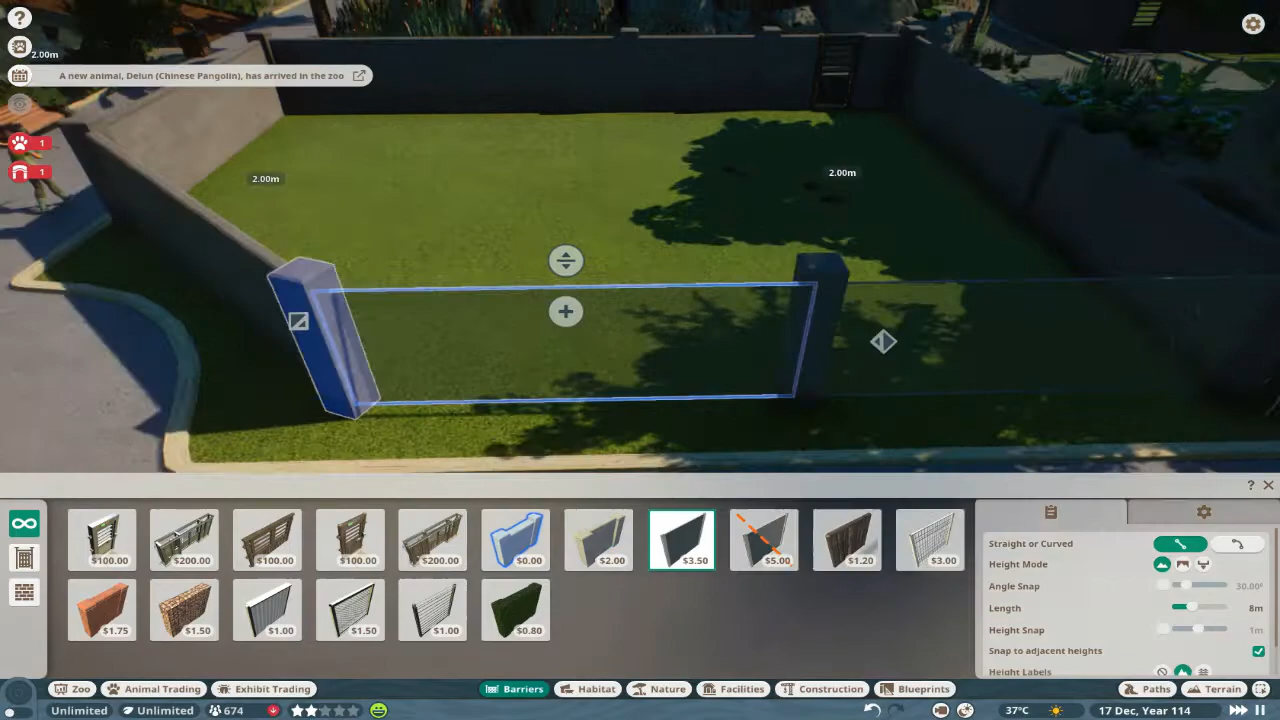 ?
2.00m
A new animal, Delun (Chinese Pangolin), has arrived in the zoo
1
1
2.00m
2.00m
? ×
$100.00 $200.00 $100.00 $100.00 $200.00 $0.00 $2.00 $3.50 $5.00 $1.20 $3.00
$1.75 $1.50 $1.00 $1.50 $1.00 $0.80
Straight or Curved
Height Mode
Angle Snap 30.00°
Length 8m
Height Snap 1m
Snap to adjacent heights
Height Labels
Zoo Animal Trading Exhibit Trading Barriers Habitat Nature Facilities Construction Blueprints Paths Terrain
Unlimited Unlimited 674 37°C 17 Dec, Year 114